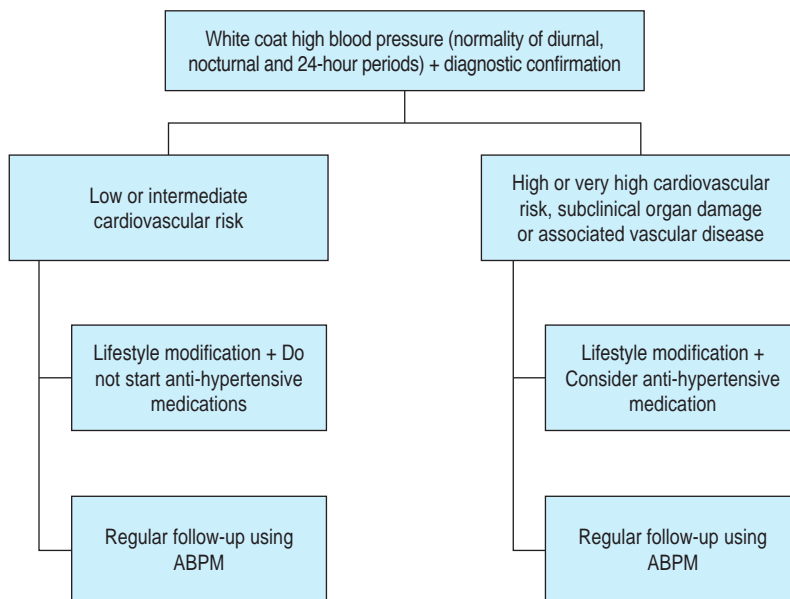 White coat high blood pressure (normality of diurnal,
nocturnal and 24-hour periods) + diagnostic confirmation
Low or intermediate
cardiovascular risk
High or very high cardiovascular
risk, subclinical organ damage
or associated vascular disease
Lifestyle modification + Do
not start anti-hypertensive
medications
Lifestyle modification +
Consider anti-hypertensive
medication
Regular follow-up using
ABPM
Regular follow-up using
ABPM